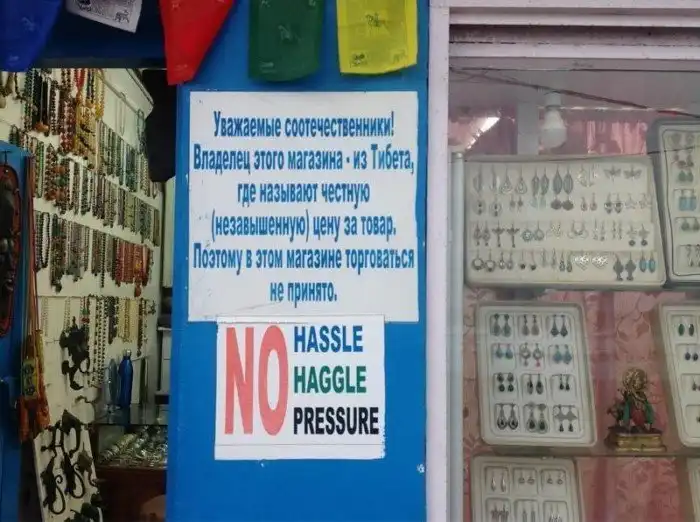 Уважаемые соотечественники!
Владелец этого магазина - из Тибета,
где называют честную
(незавышенную) цену за товар.
Поэтому в этом магазине торговаться
не принято.
NO HASSLE
HAGGLE
PRESSURE